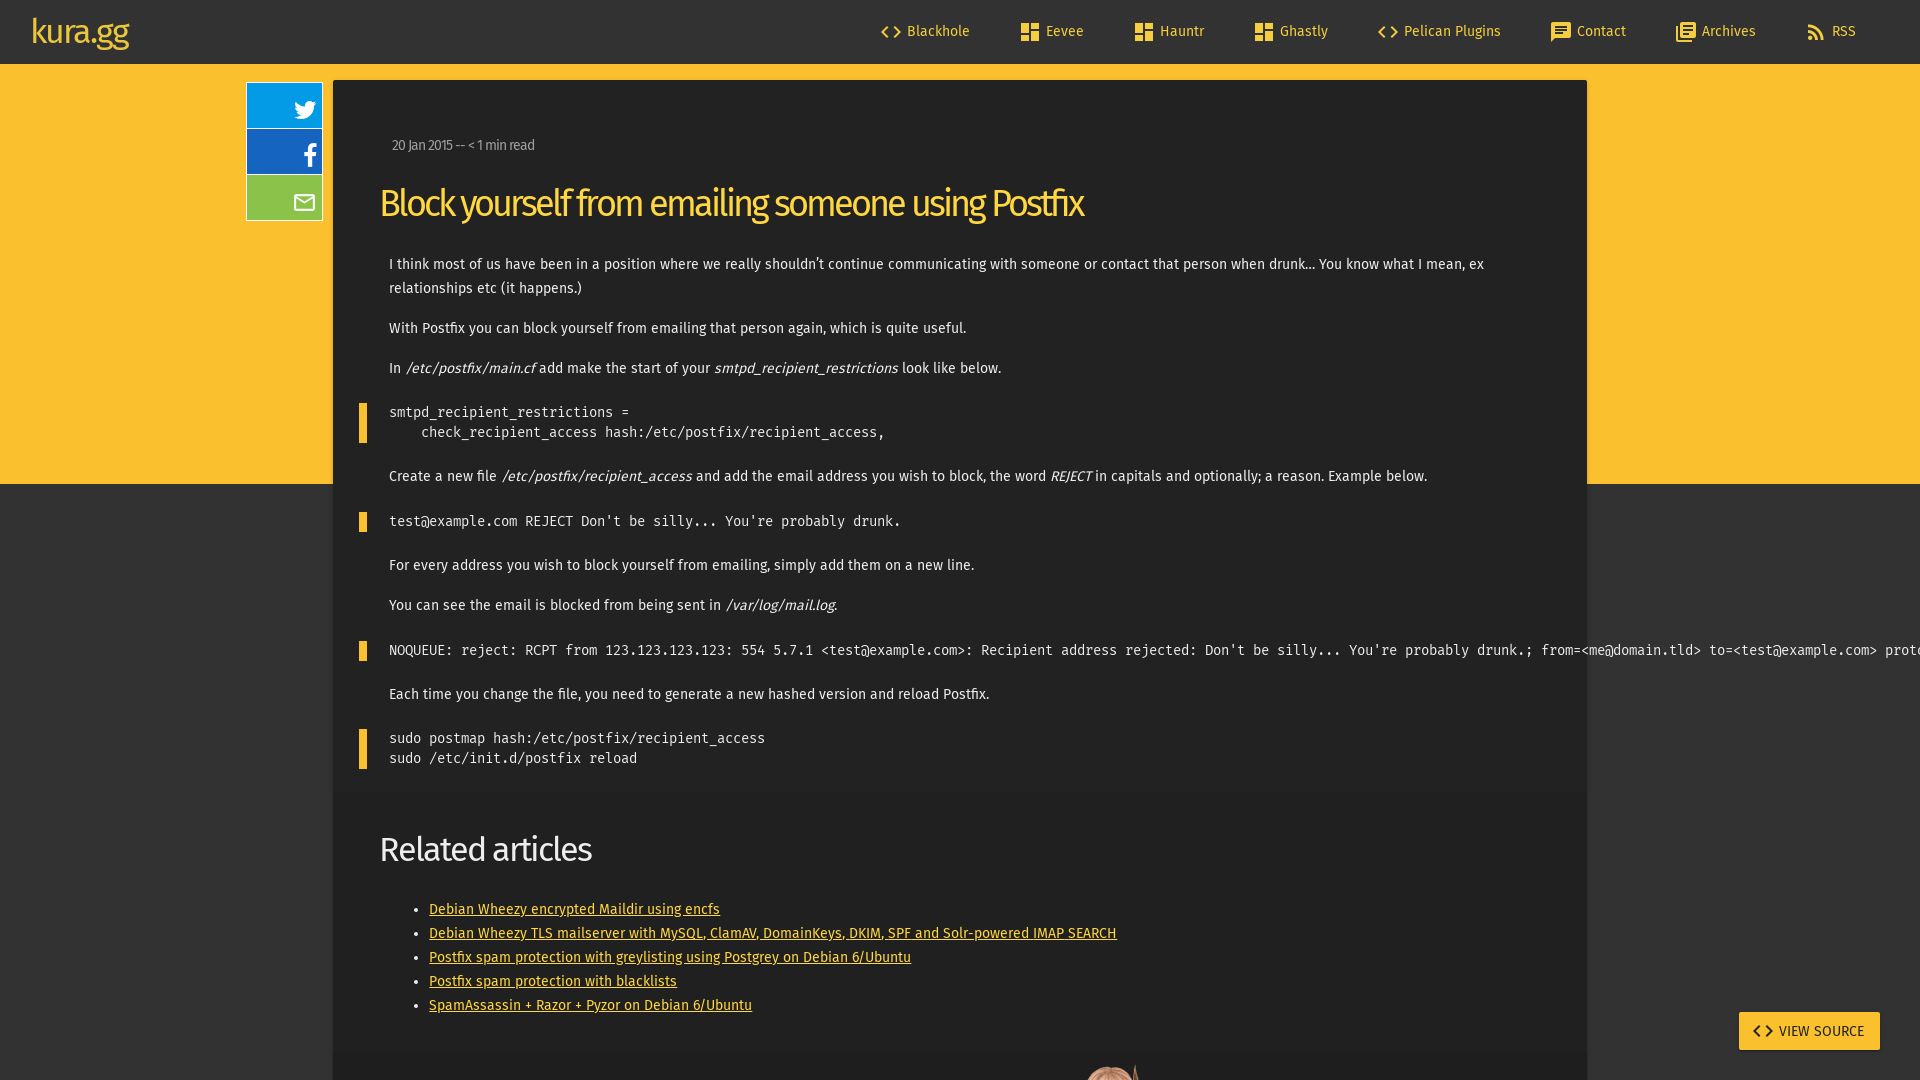 kura.gg
Blackhole
Eevee
Hauntr
Ghastly
Pelican Plugins
Contact
Archives
RSS
20 Jan 2015 -- < 1 min read
Block yourself from emailing someone using Postfix
I think most of us have been in a position where we really shouldn’t continue communicating with someone or contact that person when drunk… You know what I mean, ex
relationships etc (it happens.)
With Postfix you can block yourself from emailing that person again, which is quite useful.
In /etc/postfix/main.cf add make the start of your smtpd_recipient_restrictions look like below.
smtpd_recipient_restrictions =
    check_recipient_access hash:/etc/postfix/recipient_access,
Create a new file /etc/postfix/recipient_access and add the email address you wish to block, the word REJECT in capitals and optionally; a reason. Example below.
test@example.com REJECT Don't be silly... You're probably drunk.
For every address you wish to block yourself from emailing, simply add them on a new line.
You can see the email is blocked from being sent in /var/log/mail.log.
NOQUEUE: reject: RCPT from 123.123.123.123: 554 5.7.1 <test@example.com>: Recipient address rejected: Don't be silly... You're probably drunk.; from=<me@domain.tld> to=<test@example.com>
Each time you change the file, you need to generate a new hashed version and reload Postfix.
sudo postmap hash:/etc/postfix/recipient_access
sudo /etc/init.d/postfix reload
Related articles
Debian Wheezy encrypted Maildir using encfs
Debian Wheezy TLS mailserver with MySQL, ClamAV, DomainKeys, DKIM, SPF and Solr-powered IMAP SEARCH
Postfix spam protection with greylisting using Postgrey on Debian 6/Ubuntu
Postfix spam protection with blacklists
SpamAssassin + Razor + Pyzor on Debian 6/Ubuntu
VIEW SOURCE